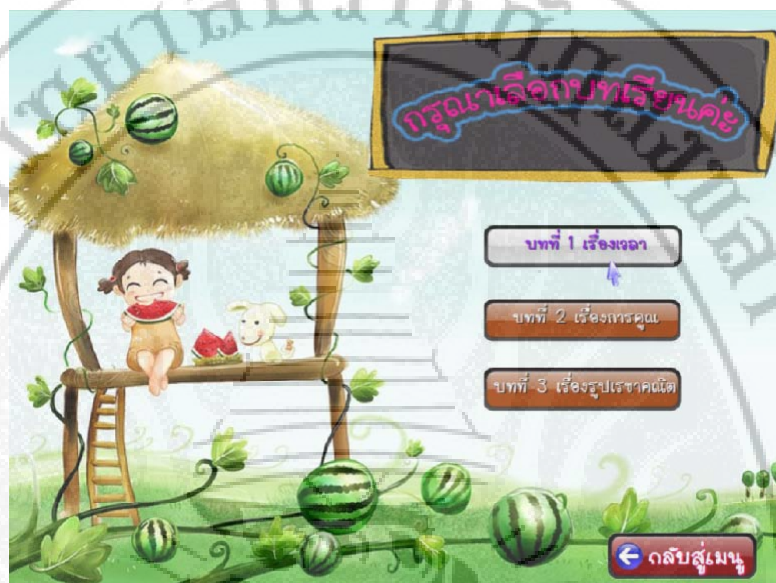 กรุณาเลือกบทเรียนค่ะ
บทที่ 1 เรื่องเวลา
บทที่ 2 เรื่องการคูณ
บทที่ 3 เรื่องรูปเรขาคณิต
กลับสู่เมนู